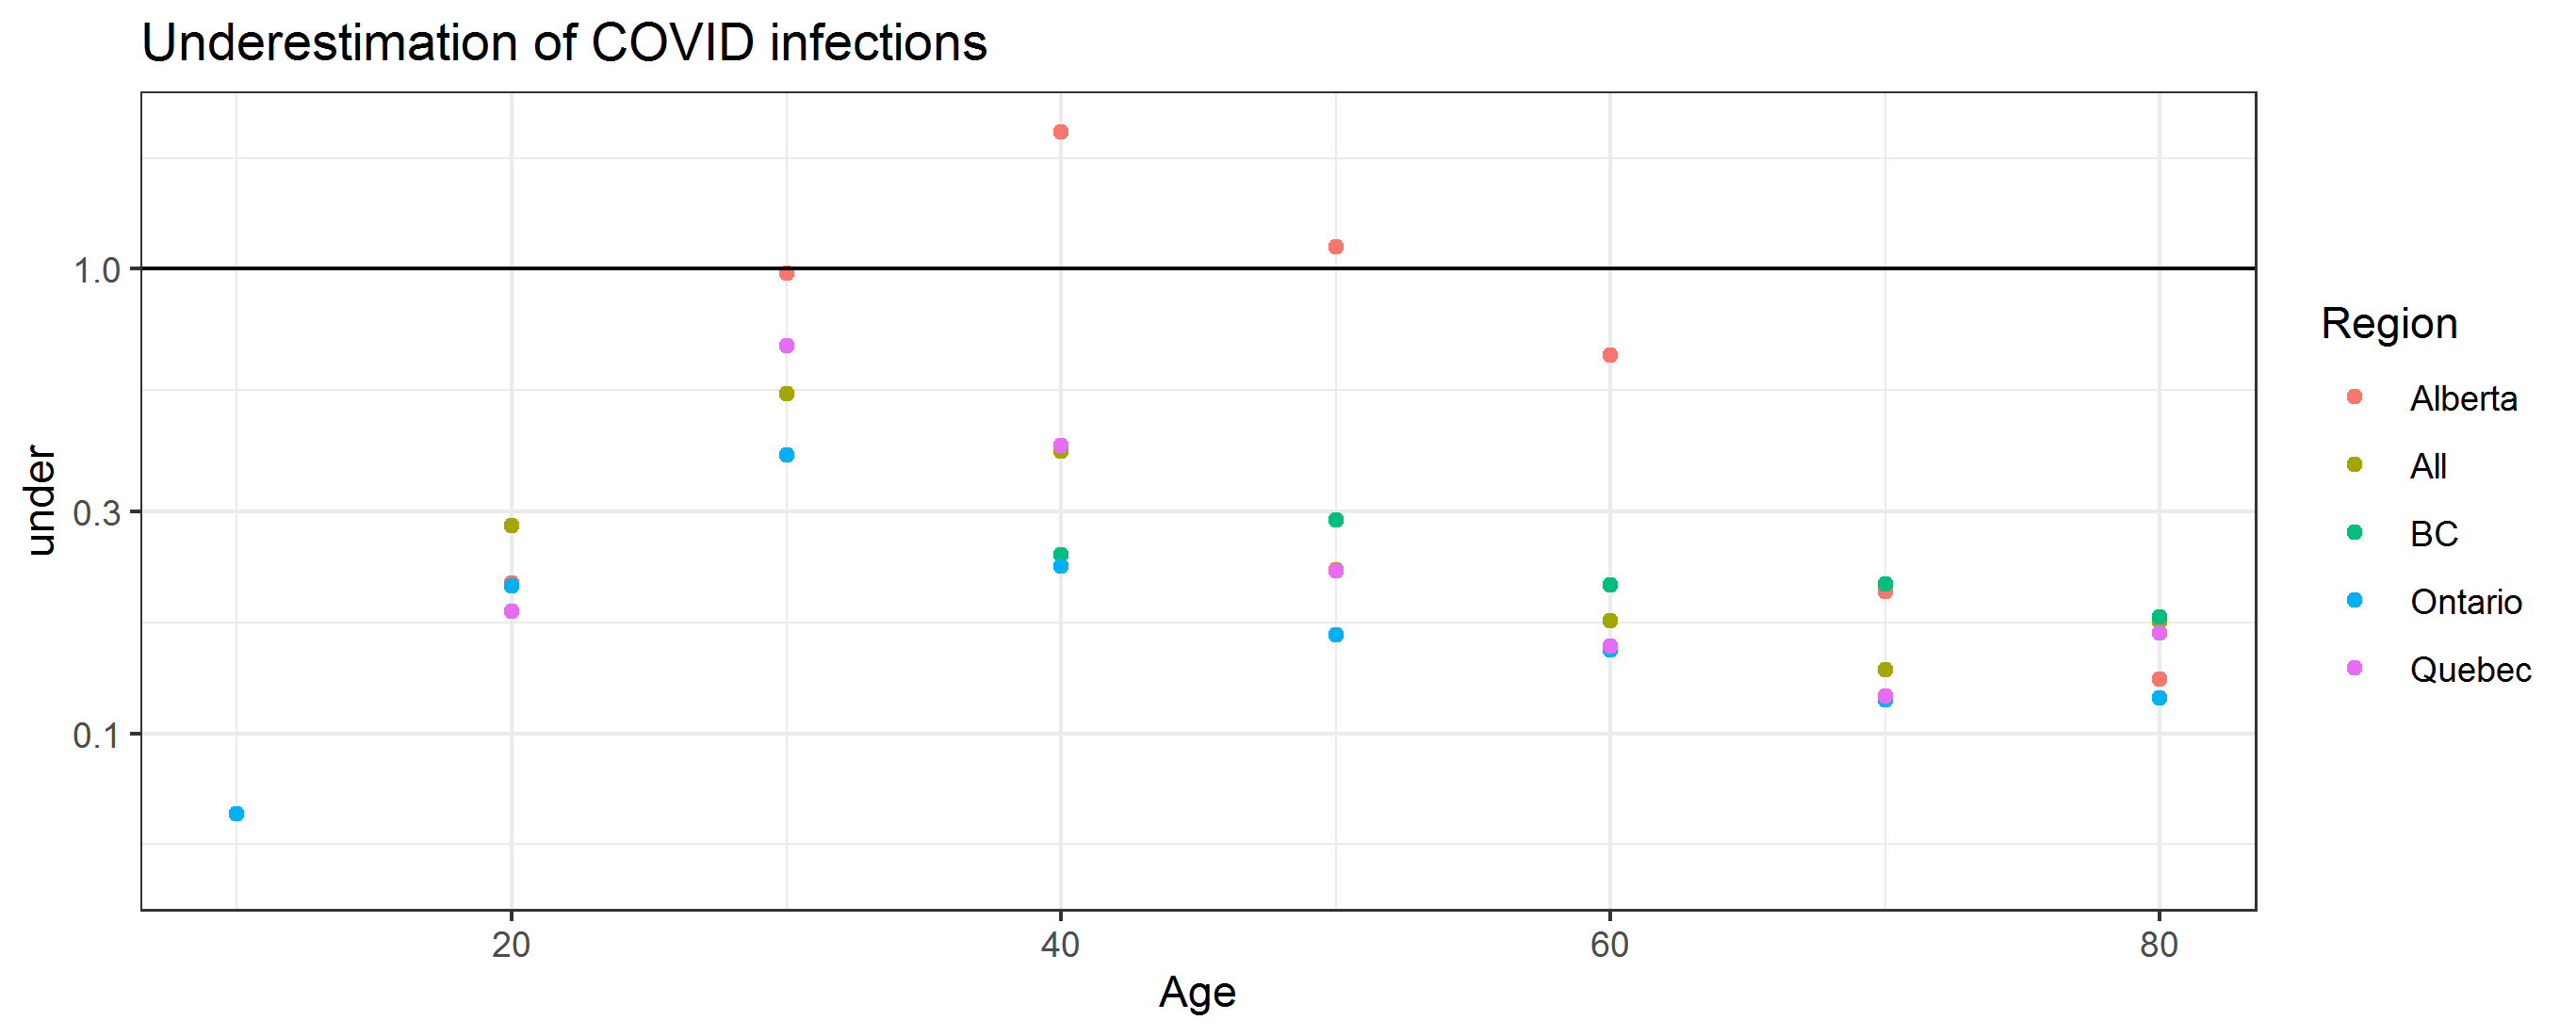 Underestimation of COVID infections
under
1.0
0.3
0.1
20 40 60 80
Age
Region
Alberta
All
BC
Ontario
Quebec